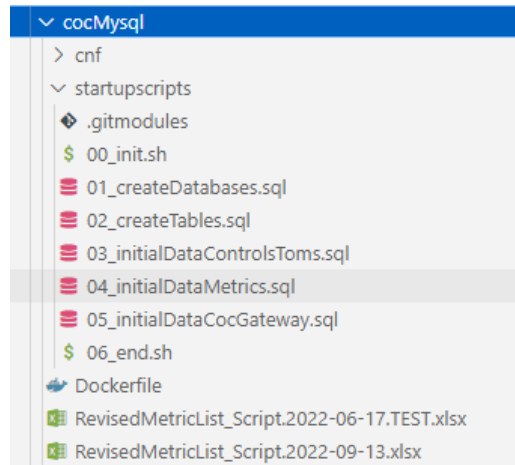 cocMysql
cnf
startupscripts
.gitmodules
$ 00_init.sh
01_createDatabases.sql
02_createTables.sql
03_initialDataControlsToms.sql
04_initialDataMetrics.sql
05_initialDataCocGateway.sql
$ 06_end.sh
Dockerfile
RevisedMetricList_Script.2022-06-17.TEST.xlsx
RevisedMetricList_Script.2022-09-13.xlsx